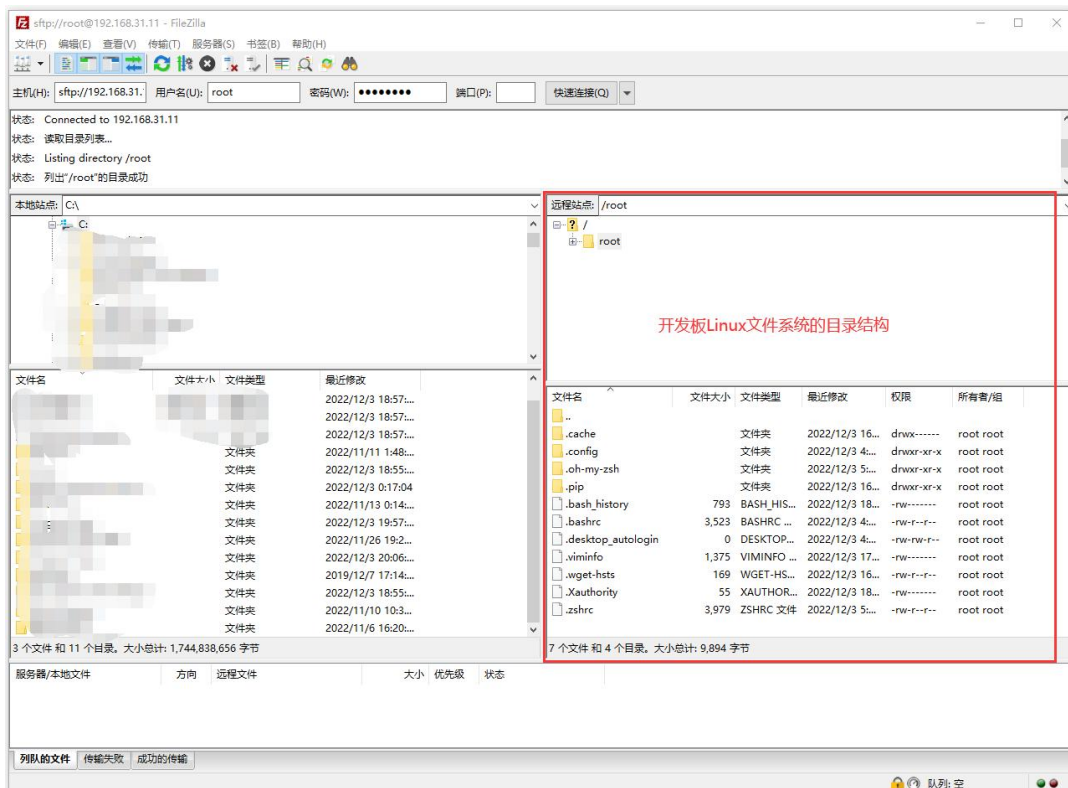 sftp://root@192.168.31.11 - FileZilla
文件(F) 编辑(E) 查看(V) 传输(T) 服务器(S) 书签(B) 帮助(H)
主机(H): sftp://192.168.31. 用户名(U): root 密码(W): ●●●●●●●● 端口(P): 快速连接(Q)
状态: Connected to 192.168.31.11
状态: 读取目录列表...
状态: Listing directory /root
状态: 列出"/root"的目录成功
本地站点: C:\
C:
远程站点: /root
/
root
开发板Linux文件系统的目录结构
文件名 文件大小 文件类型 最近修改
2022/12/3 18:57:...
2022/12/3 18:57:...
2022/12/3 18:57:...
文件夹 2022/11/11 1:48:...
文件夹 2022/12/3 18:55:...
文件夹 2022/12/3 0:17:04
文件夹 2022/11/13 0:14:...
文件夹 2022/12/3 19:57:...
文件夹 2022/11/26 19:2...
文件夹 2022/12/3 20:06:...
文件夹 2019/12/7 17:14:...
文件夹 2022/12/3 18:55:...
文件夹 2022/11/10 10:3...
文件夹 2022/11/6 16:20:...
3 个文件 和 11 个目录。大小总计: 1,744,838,656 字节
文件名 文件大小 文件类型 最近修改 权限 所有者/组
..
.cache 文件夹 2022/12/3 16... drwx------ root root
.config 文件夹 2022/12/3 4:... drwxr-xr-x root root
.oh-my-zsh 文件夹 2022/12/3 5:... drwxr-xr-x root root
.pip 文件夹 2022/12/3 16... drwxr-xr-x root root
.bash_history 793 BASH_HIS... 2022/12/3 18... -rw------- root root
.bashrc 3,523 BASHRC ... 2022/12/3 4:... -rw-r--r-- root root
.desktop_autologin 0 DESKTOP... 2022/12/3 4:... -rw-rw-r-- root root
.viminfo 1,375 VIMINFO ... 2022/12/3 17... -rw------- root root
.wget-hsts 169 WGET-HS... 2022/12/3 16... -rw-r--r-- root root
.Xauthority 55 XAUTHOR... 2022/12/3 18... -rw------- root root
.zshrc 3,979 ZSHRC 文件 2022/12/3 5:... -rw-r--r-- root root
7 个文件 和 4 个目录。大小总计: 9,894 字节
服务器/本地文件 方向 远程文件 大小 优先级 状态
列队的文件 传输失败 成功的传输
队列: 空